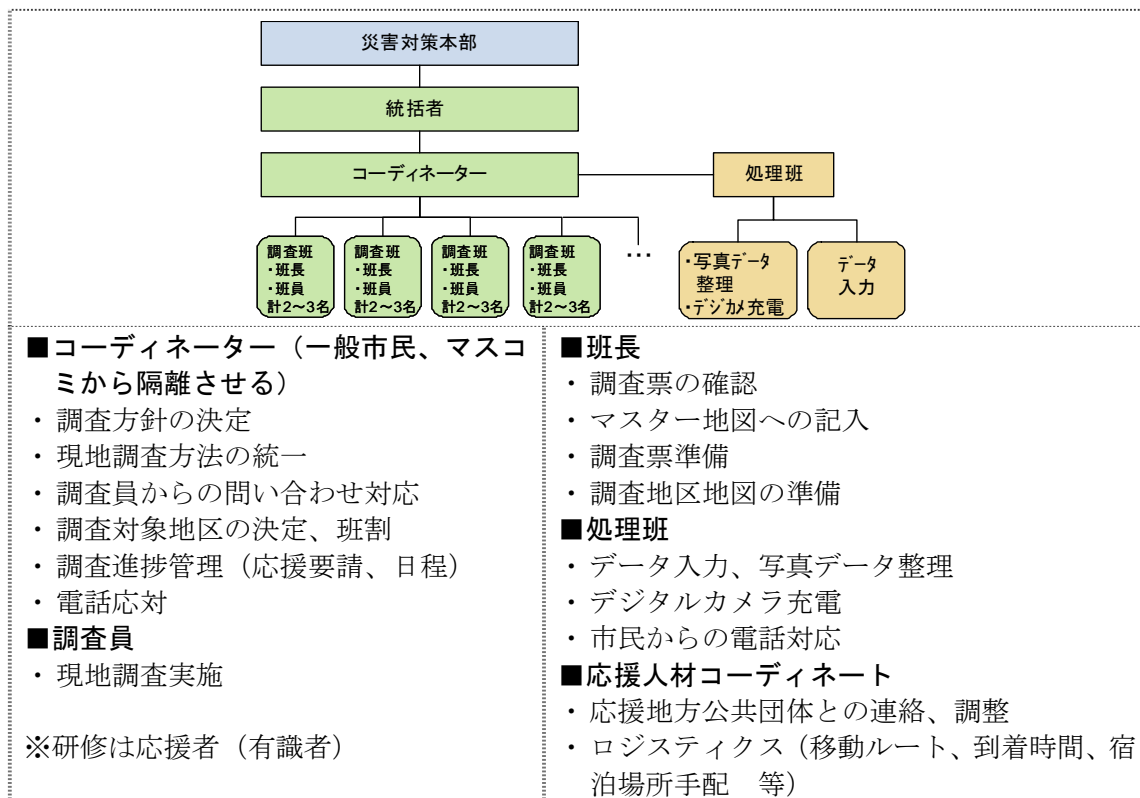 災害対策本部
統括者
コーディネーター
処理班
調査班
・班長
・班員
計2～3名
調査班
・班長
・班員
計2～3名
調査班
・班長
・班員
計2～3名
調査班
・班長
・班員
計2～3名
…
・写真ﾃﾞｰﾀ
整理
・ﾃﾞｼﾞｶﾒ充電
ﾃﾞｰﾀ
入力
■コーディネーター（一般市民、マスコ
ミから隔離させる）
・調査方針の決定
・現地調査方法の統一
・調査員からの問い合わせ対応
・調査対象地区の決定、班割
・調査進捗管理（応援要請、日程）
・電話応対
■調査員
・現地調査実施
※研修は応援者（有識者）
■班長
・調査票の確認
・マスター地図への記入
・調査票準備
・調査地区地図の準備
■処理班
・データ入力、写真データ整理
・デジタルカメラ充電
・市民からの電話対応
■応援人材コーディネート
・応援地方公共団体との連絡、調整
・ロジスティクス（移動ルート、到着時間、宿
泊場所手配　等）